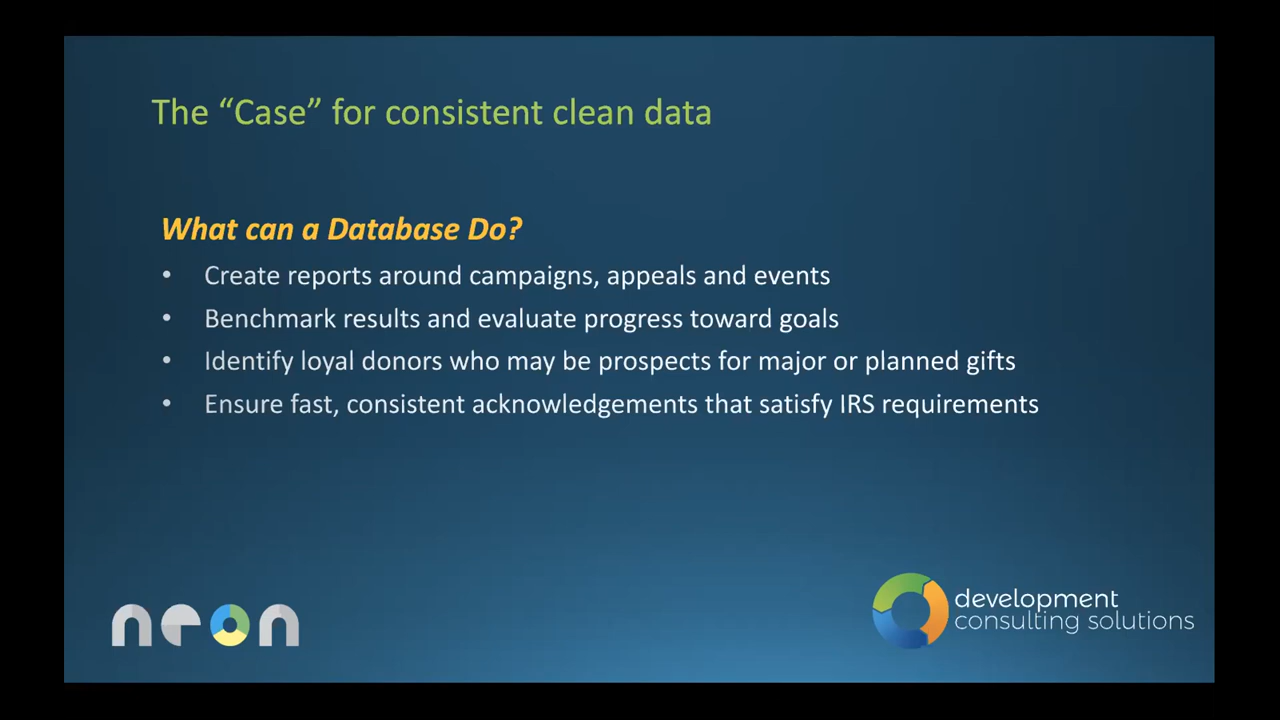 The “Case” for consistent clean data
What can a Database Do?
• Create reports around campaigns, appeals and events
• Benchmark results and evaluate progress toward goals
• Identify loyal donors who may be prospects for major or planned gifts
• Ensure fast, consistent acknowledgements that satisfy IRS requirements
neon
development
consulting solutions